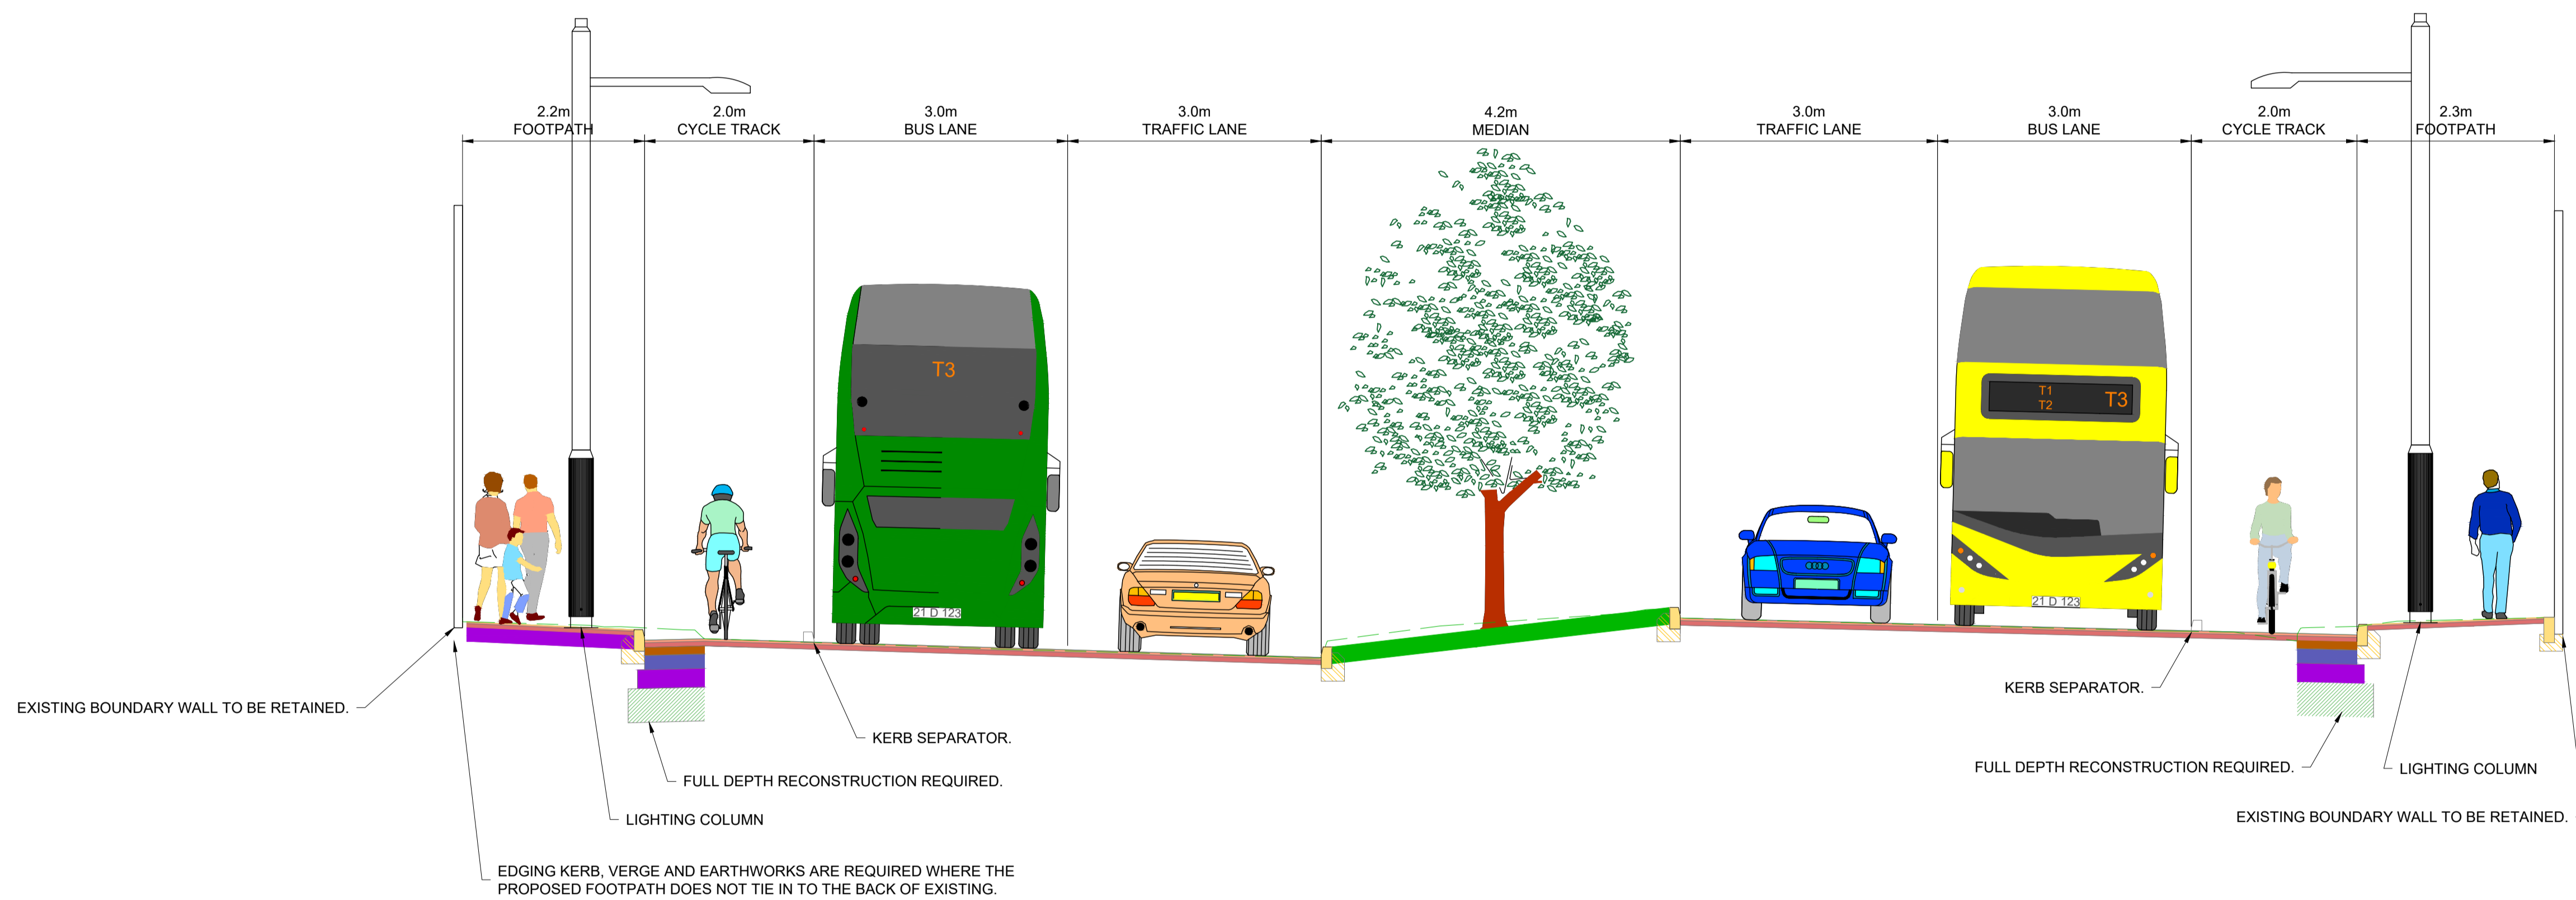 2.2m
FOOTPATH
2.0m
CYCLE TRACK
3.0m
BUS LANE
3.0m
TRAFFIC LANE
4.2m
MEDIAN
3.0m
TRAFFIC LANE
3.0m
BUS LANE
2.0m
CYCLE TRACK
2.3m
FOOTPATH
T3
T1
T2
T3
21 D 123
21 D 123
EXISTING BOUNDARY WALL TO BE RETAINED.
KERB SEPARATOR.
FULL DEPTH RECONSTRUCTION REQUIRED.
LIGHTING COLUMN
EDGING KERB, VERGE AND EARTHWORKS ARE REQUIRED WHERE THE
PROPOSED FOOTPATH DOES NOT TIE IN TO THE BACK OF EXISTING.
KERB SEPARATOR.
FULL DEPTH RECONSTRUCTION REQUIRED.
LIGHTING COLUMN
EXISTING BOUNDARY WALL TO BE RETAINED.